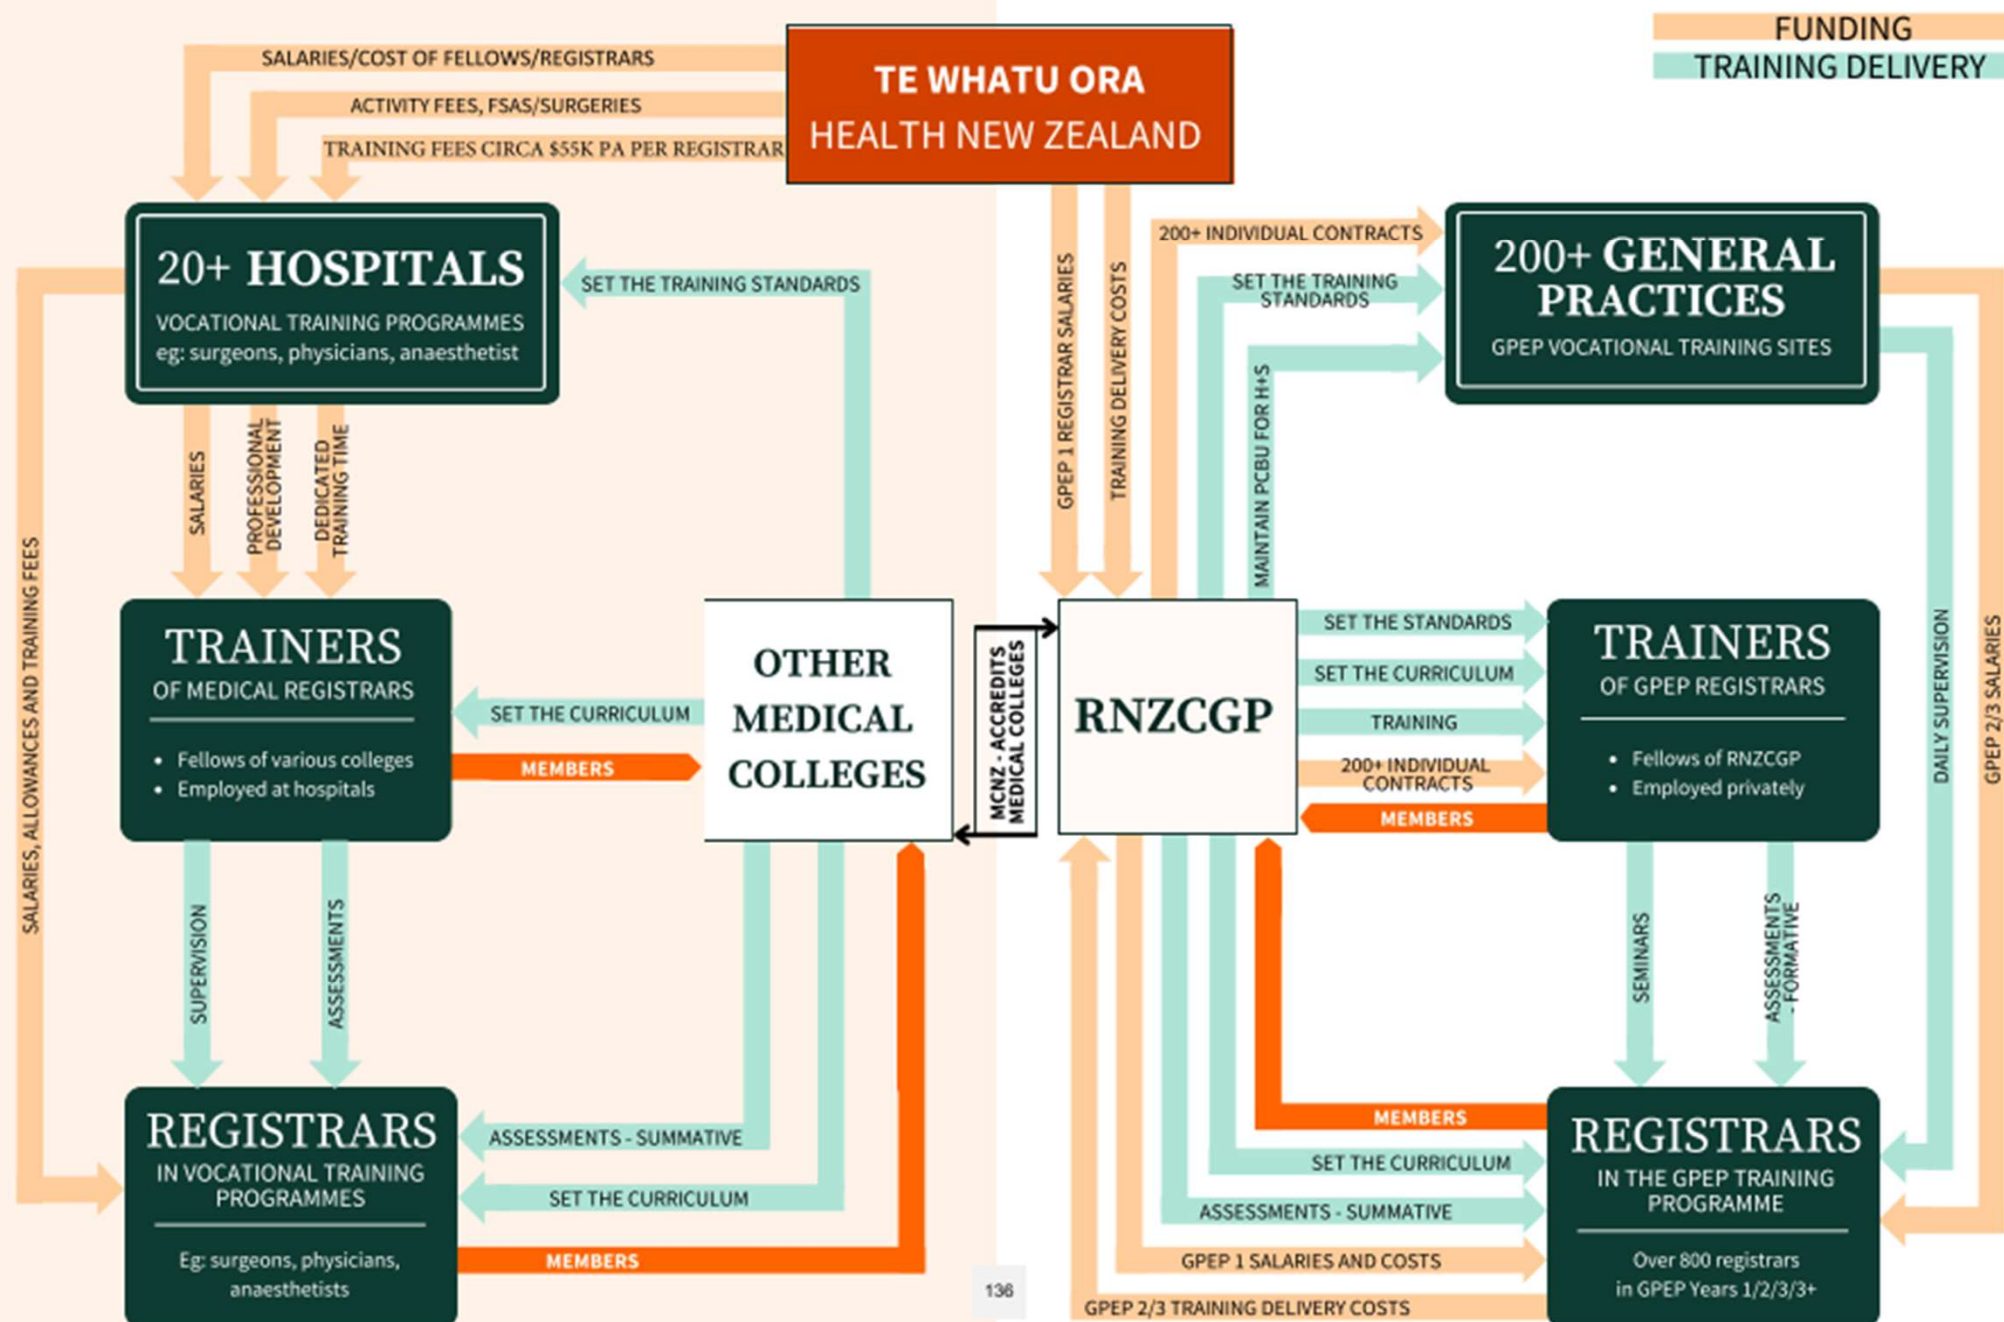 FUNDING
TRAINING DELIVERY
TE WHATU ORA
HEALTH NEW ZEALAND
SALARIES/COST OF FELLOWS/REGISTRARS
ACTIVITY FEES, FSAS/SURGERIES
TRAINING FEES CIRCA $55K PA PER REGISTRAR
20+ HOSPITALS
VOCATIONAL TRAINING PROGRAMMES
eg: surgeons, physicians, anaesthetist
SET THE TRAINING STANDARDS
GPEP 1 REGISTRAR SALARIES
TRAINING DELIVERY COSTS
200+ INDIVIDUAL CONTRACTS
SET THE TRAINING
STANDARDS
MAINTAIN PCBU FOR H+S
200+ GENERAL
PRACTICES
GPEP VOCATIONAL TRAINING SITES
SALARIES
PROFESSIONAL
DEVELOPMENT
DEDICATED
TRAINING TIME
SALARIES, ALLOWANCES AND TRAINING FEES
TRAINERS
OF MEDICAL REGISTRARS
• Fellows of various colleges
• Employed at hospitals
SET THE CURRICULUM
MEMBERS
OTHER
MEDICAL
COLLEGES
MCNZ - ACCREDITS
MEDICAL COLLEGES
RNZCGP
SET THE STANDARDS
SET THE CURRICULUM
TRAINING
200+ INDIVIDUAL
CONTRACTS
MEMBERS
TRAINERS
OF GPEP REGISTRARS
• Fellows of RNZCGP
• Employed privately
DAILY SUPERVISION
GPEP 2/3 SALARIES
SUPERVISION
ASSESSMENTS
SEMINARS
ASSESSMENTS
- FORMATIVE
REGISTRARS
IN VOCATIONAL TRAINING
PROGRAMMES
Eg: surgeons, physicians,
anaesthetists
ASSESSMENTS - SUMMATIVE
SET THE CURRICULUM
MEMBERS
MEMBERS
SET THE CURRICULUM
ASSESSMENTS - SUMMATIVE
GPEP 1 SALARIES AND COSTS
GPEP 2/3 TRAINING DELIVERY COSTS
REGISTRARS
IN THE GPEP TRAINING
PROGRAMME
Over 800 registrars
in GPEP Years 1/2/3/3+
136